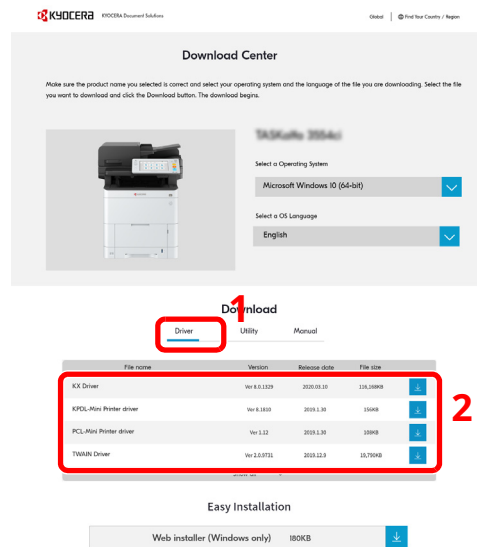 KYOCERA KYOCERA Document Solutions
Global Find Your Country / Region
Download Center
Make sure the product name you selected is correct and select your operating system and the language of the file you are downloading. Select the file
you want to download and click the Download button. The download begins.
Select a Operating System
Microsoft Windows 10 (64-bit)
Select a OS Language
English
Download
1
Driver Utility Manual
File name Version Release date File size
KX Driver Ver 8.0.1329 2020.03.10 116,168KB
KPDL-Mini Printer driver Ver 8.1810 2019.1.30 156KB
2
PCL-Mini Printer driver Ver 1.12 2019.1.30 108KB
TWAIN Driver Ver 2.0.9731 2019.12.9 19,790KB
Easy Installation
Web installer (Windows only) 180KB